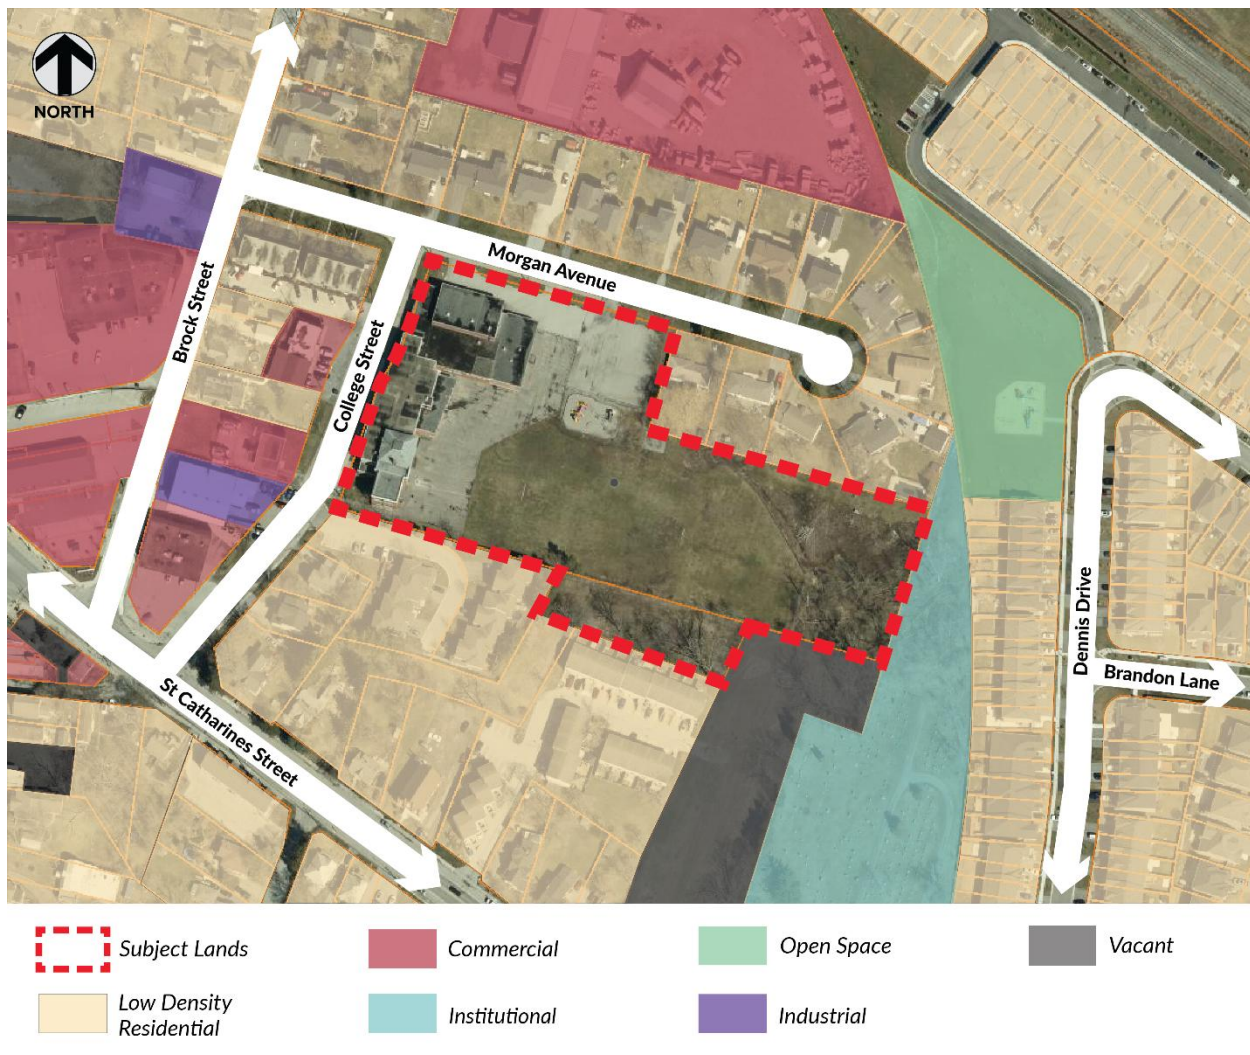 NORTH
Morgan Avenue
Brock Street
College Street
St Catharines Street
Dennis Drive
Brandon Lane
Subject Lands
Commercial
Open Space
Vacant
Low Density
Residential
Institutional
Industrial